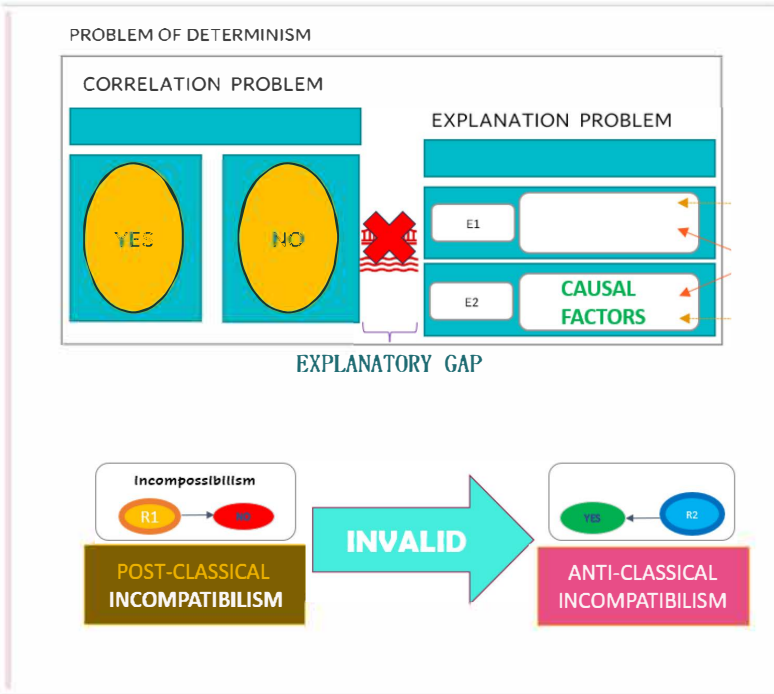 PROBLEM OF DETERMINISM
CORRELATION PROBLEM
EXPLANATION PROBLEM
YES
NO
E1
E2
CAUSAL
FACTORS
EXPLANATORY GAP
Incompossibilism
R1
NO
INVALID
YES
R2
POST-CLASSICAL
INCOMPATIBILISM
ANTI-CLASSICAL
INCOMPATIBILISM